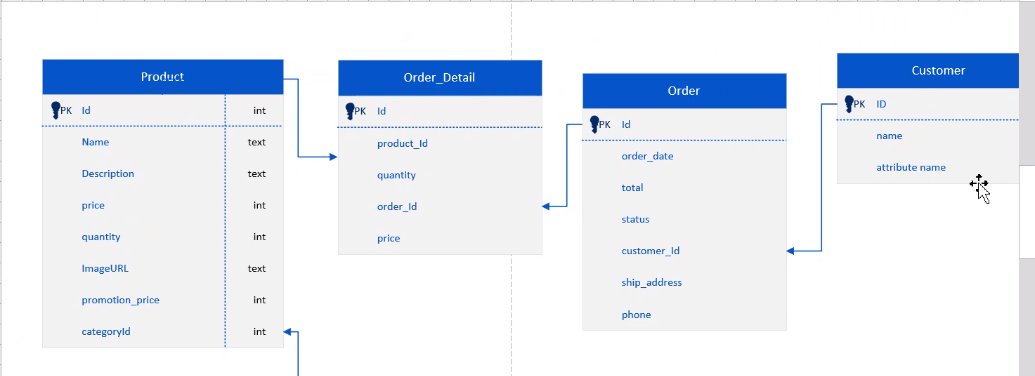 Product
PK Id int
Name text
Description text
price int
quantity int
ImageURL text
promotion_price int
categoryId int
Order_Detail
PK Id
product_Id
quantity
order_Id
price
Order
PK Id
order_date
total
status
customer_Id
ship_address
phone
Customer
PK ID
name
attribute name